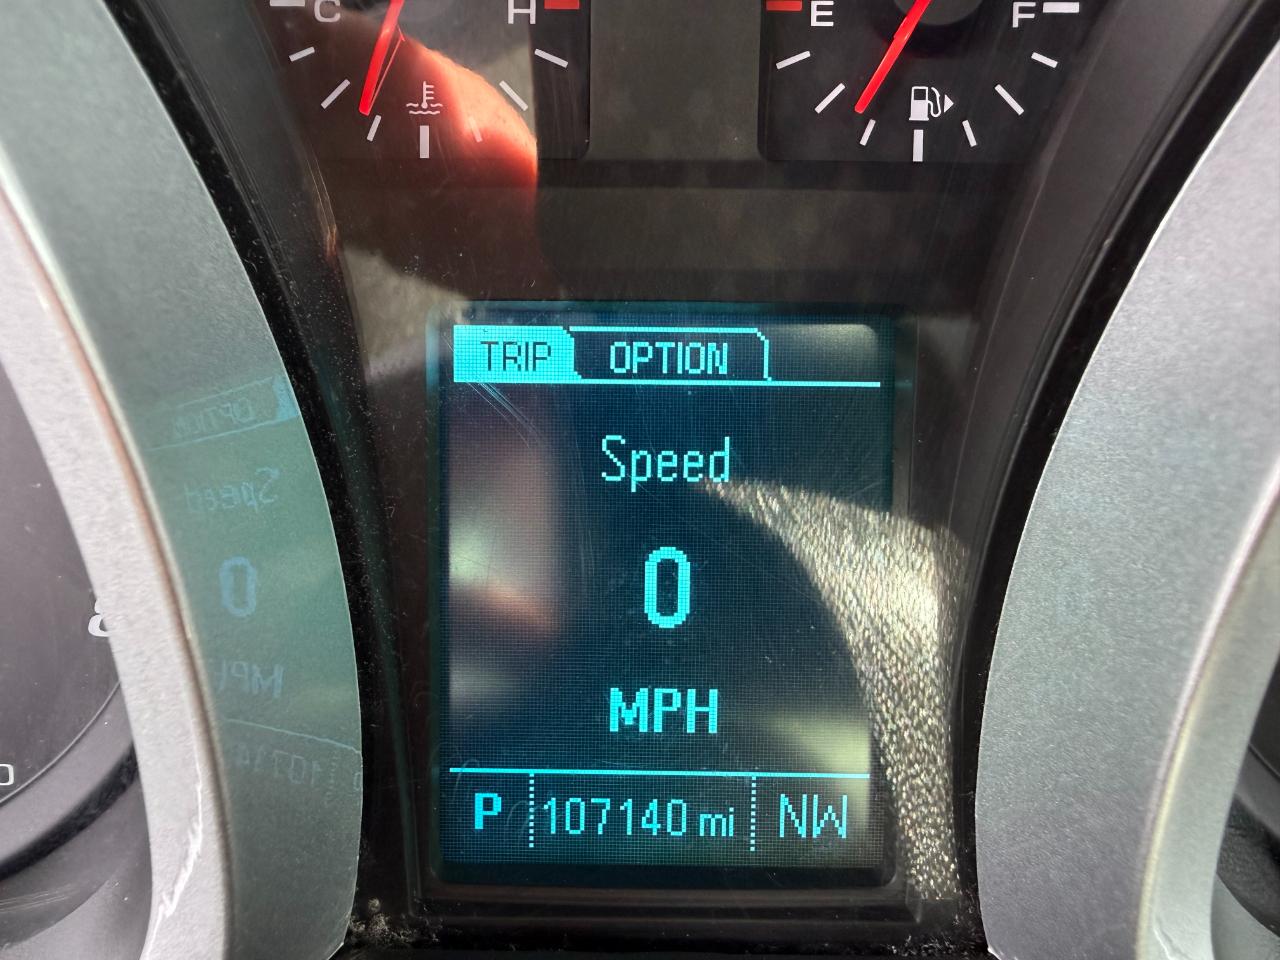 C H E F
TRIP OPTION
Speed
0
MPH
P 107140 mi NW